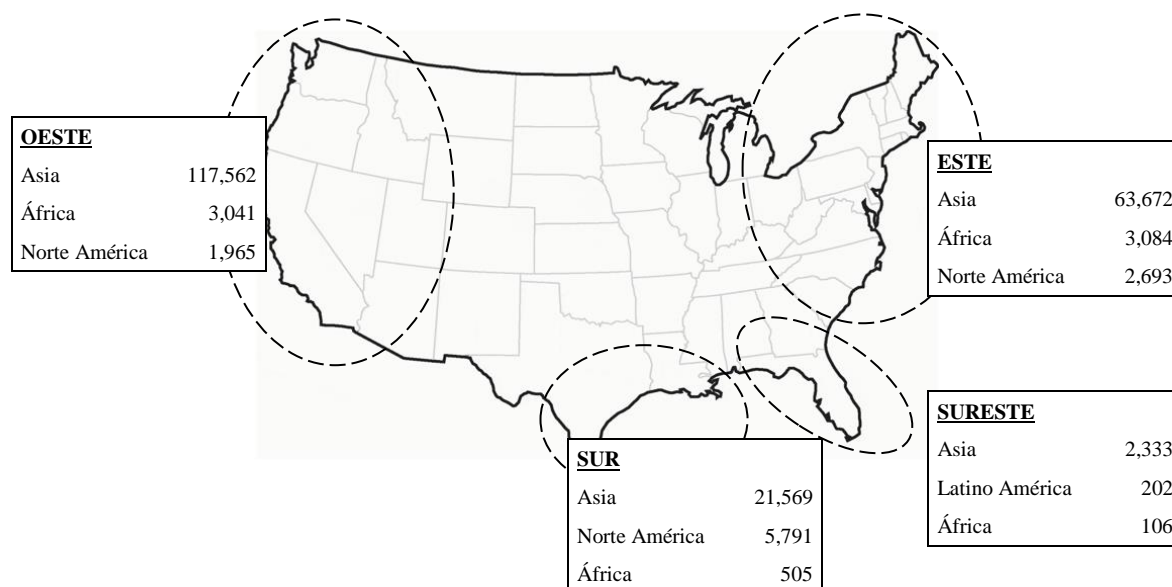 OESTE
Asia 117,562
África 3,041
Norte América 1,965
ESTE
Asia 63,672
África 3,084
Norte América 2,693
SUR
Asia 21,569
Norte América 5,791
África 505
SURESTE
Asia 2,333
Latino América 202
África 106